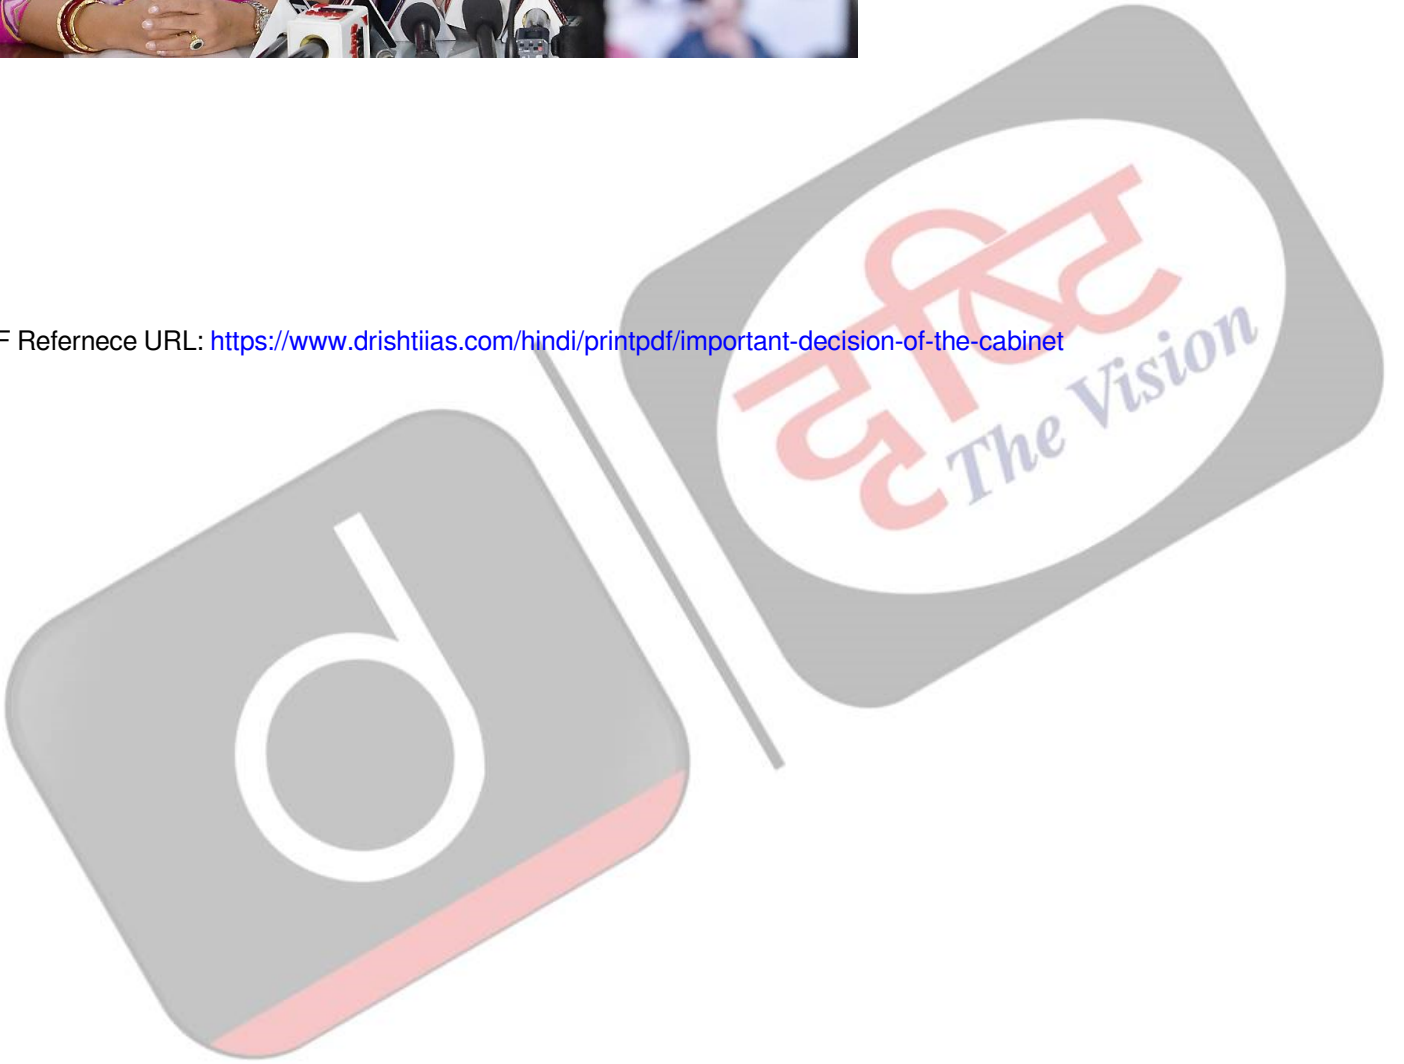 F Refernece URL: https://www.drishtiias.com/hindi/printpdf/important-decision-of-the-cabinet
दृष्टि
The Vision
d